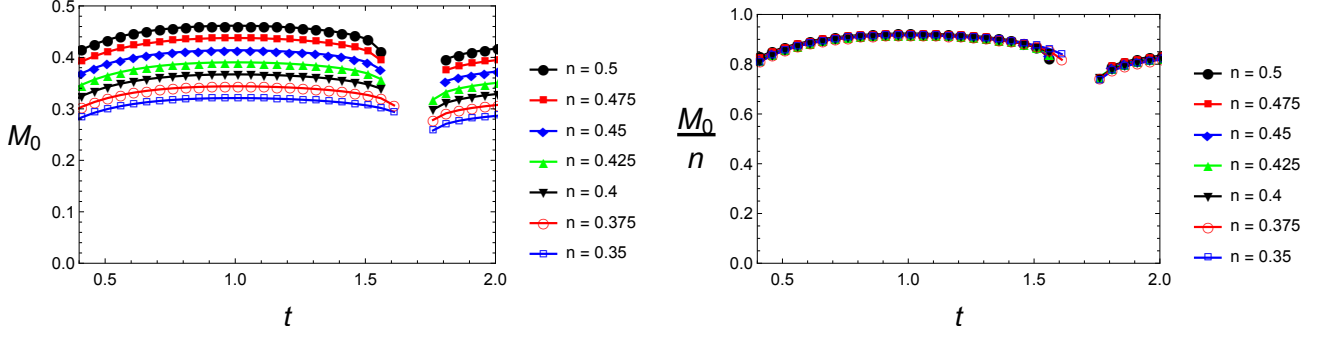 0.5
0.4
0.3
0.2
0.1
0.0
0.5
1.0
1.5
2.0
M0
t
n = 0.5
n = 0.475
n = 0.45
n = 0.425
n = 0.4
n = 0.375
n = 0.35
1.0
0.8
0.6
0.4
0.2
0.0
0.5
1.0
1.5
2.0
M0
n
t
n = 0.5
n = 0.475
n = 0.45
n = 0.425
n = 0.4
n = 0.375
n = 0.35